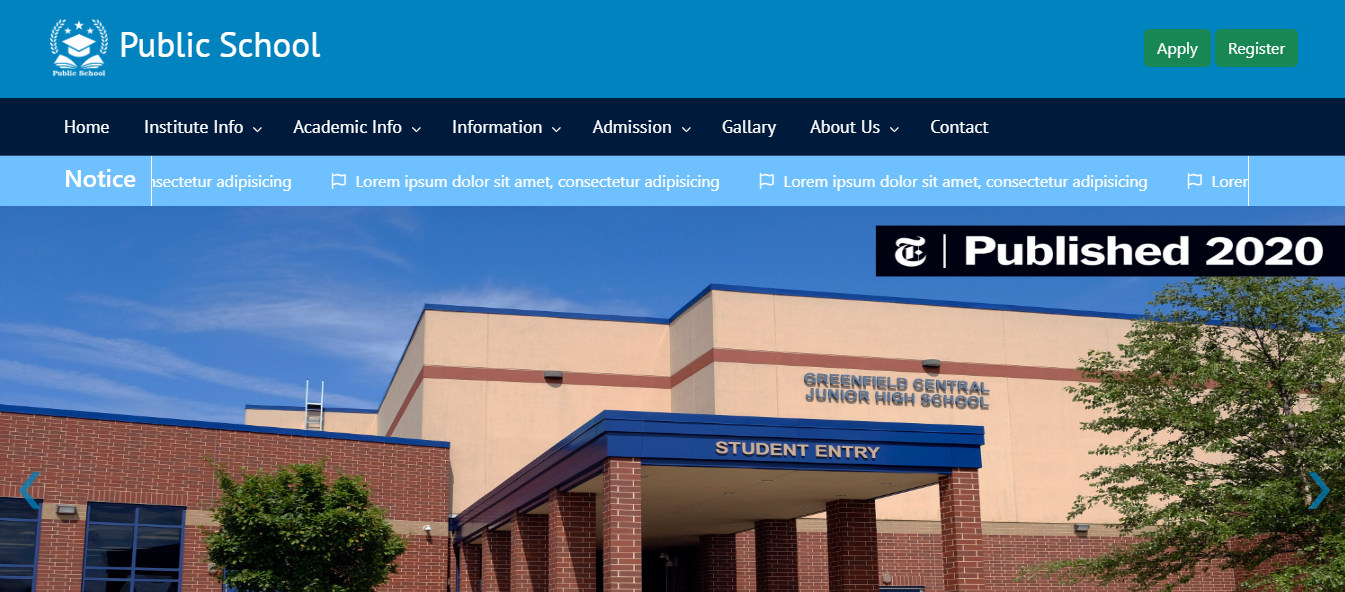 Public School
Public School
Apply
Register
Home
Institute Info
Academic Info
Information
Admission
Gallary
About Us
Contact
Notice
nsectetur adipisicing
Lorem ipsum dolor sit amet, consectetur adipisicing
Lorem ipsum dolor sit amet, consectetur adipisicing
Lorem
T | Published 2020
GREENFIELD CENTRAL
JUNIOR HIGH SCHOOL
STUDENT ENTRY